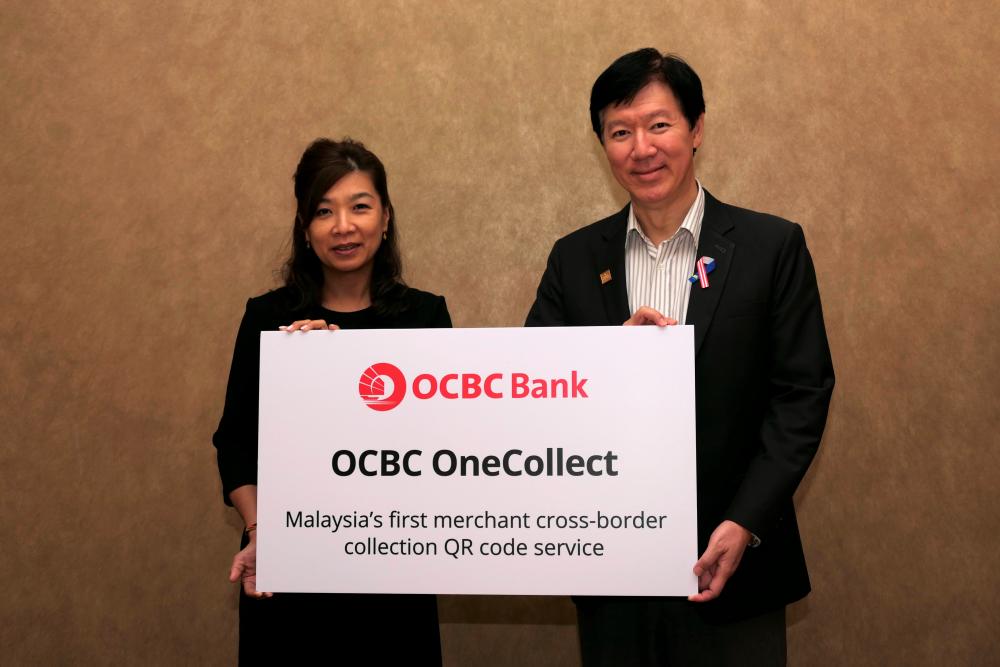 OCBC Bank
OCBC OneCollect
Malaysia's first merchant cross-border
collection QR code service